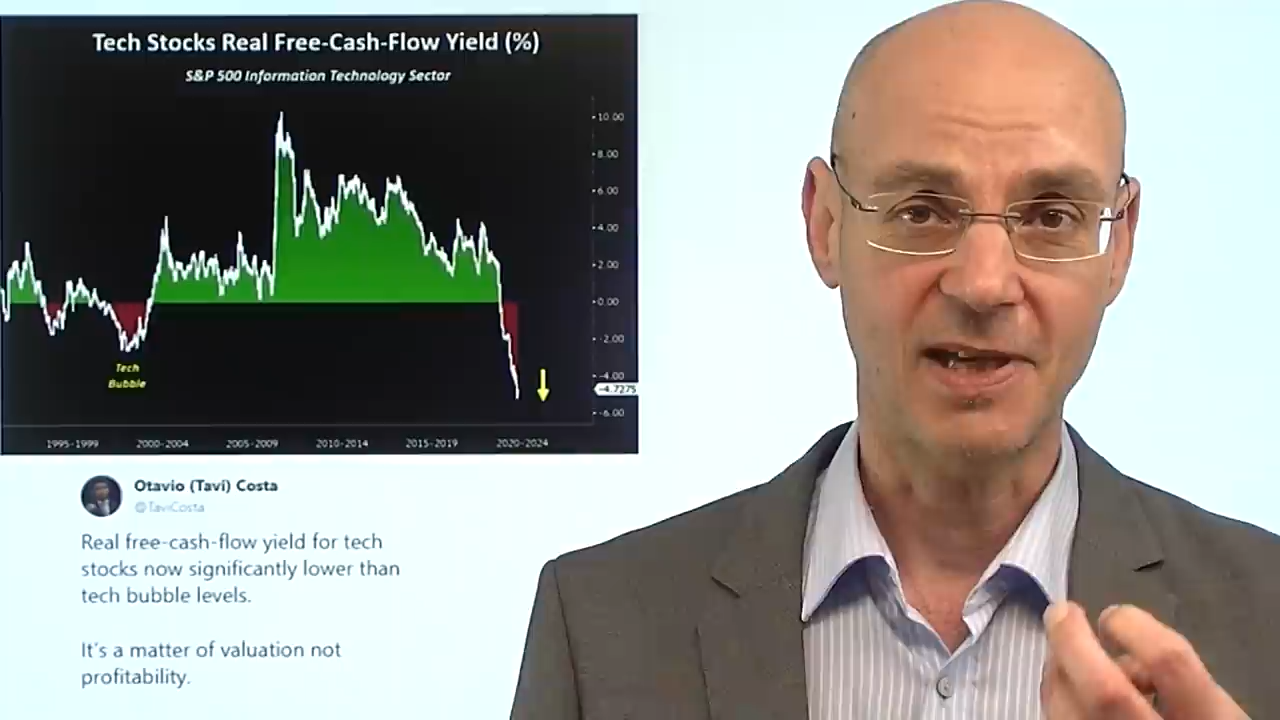 Tech Stocks Real Free-Cash-Flow Yield (%)
S&P 500 Information Technology Sector
10.00
8.00
6.00
4.00
2.00
0.00
-2.00
-4.00
-4.7275
-6.00
Tech
Bubble
1995-1999 2000-2004 2005-2009 2010-2014 2015-2019 2020-2024
Otavio (Tavi) Costa
@TaviCosta
Real free-cash-flow yield for tech
stocks now significantly lower than
tech bubble levels.
It's a matter of valuation not
profitability.